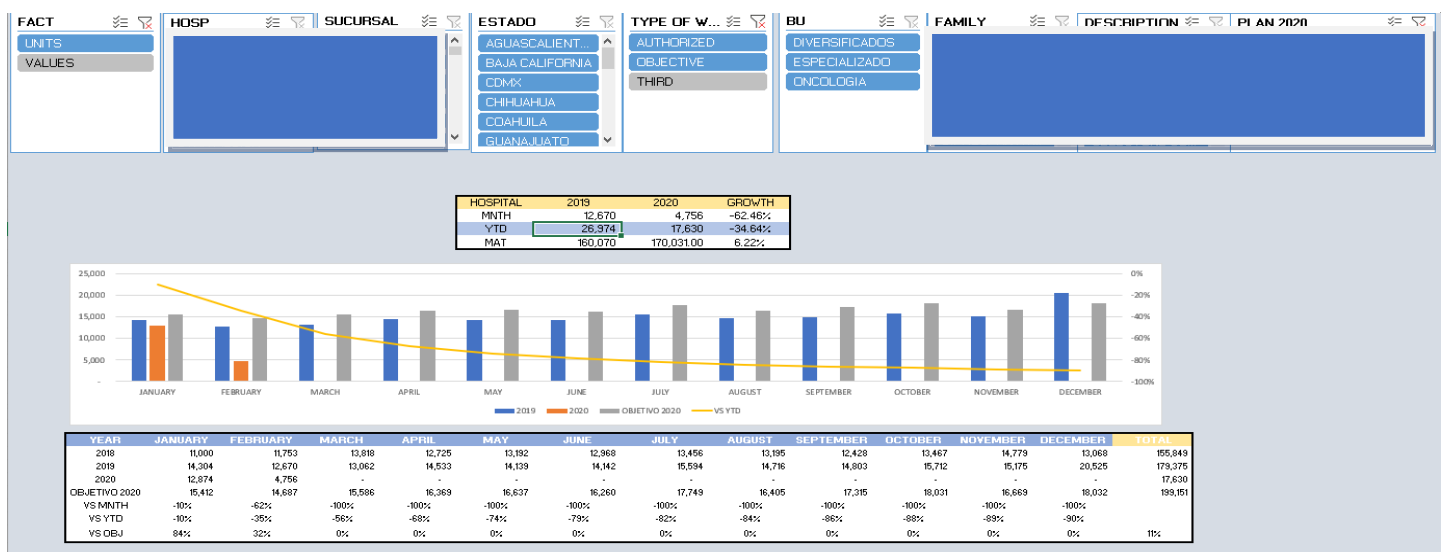 FACT HOSP SUCURSAL ESTADO TYPE OF W... BU FAMILY DESCRIPTION PLAN 2020
UNITS AGUASCALIENT... AUTHORIZED DIVERSIFICADOS
VALUES BAJA CALIFORNIA OBJECTIVE ESPECIALIZADO
CDMX THIRD ONCOLOGIA
CHIHUAHUA
COAHUILA
GUANAJUATO
HOSPITAL 2019 2020 GROWTH
MNTH 12,670 4,756 -62.46%
YTD 26,974 17,630 -34.64%
MAT 160,070 170,031.00 6.22%
25,000 0%
20,000 -20%
15,000 -40%
10,000 -60%
5,000 -80%
- -100%
JANUARY FEBRUARY MARCH APRIL MAY JUNE JULY AUGUST SEPTEMBER OCTOBER NOVEMBER DECEMBER
2019 2020 OBJETIVO 2020 VS YTD
YEAR JANUARY FEBRUARY MARCH APRIL MAY JUNE JULY AUGUST SEPTEMBER OCTOBER NOVEMBER DECEMBER TOTAL
2018 11,000 11,753 13,818 12,725 13,192 12,968 13,456 13,195 12,428 13,467 14,779 13,068 155,849
2019 14,304 12,670 13,062 14,533 14,139 14,142 15,594 14,716 14,803 15,712 15,175 20,525 179,375
2020 12,874 4,756 - - - - - - - - - - 17,630
OBJETIVO 2020 15,412 14,687 15,586 16,369 16,637 16,260 17,749 16,405 17,315 18,031 16,669 18,032 199,151
VS MNTH -10% -62% -100% -100% -100% -100% -100% -100% -100% -100% -100% -100%
VS YTD -10% -35% -56% -68% -74% -79% -82% -84% -86% -88% -89% -90%
VS OBJ 84% 32% 0% 0% 0% 0% 0% 0% 0% 0% 0% 0% 11%